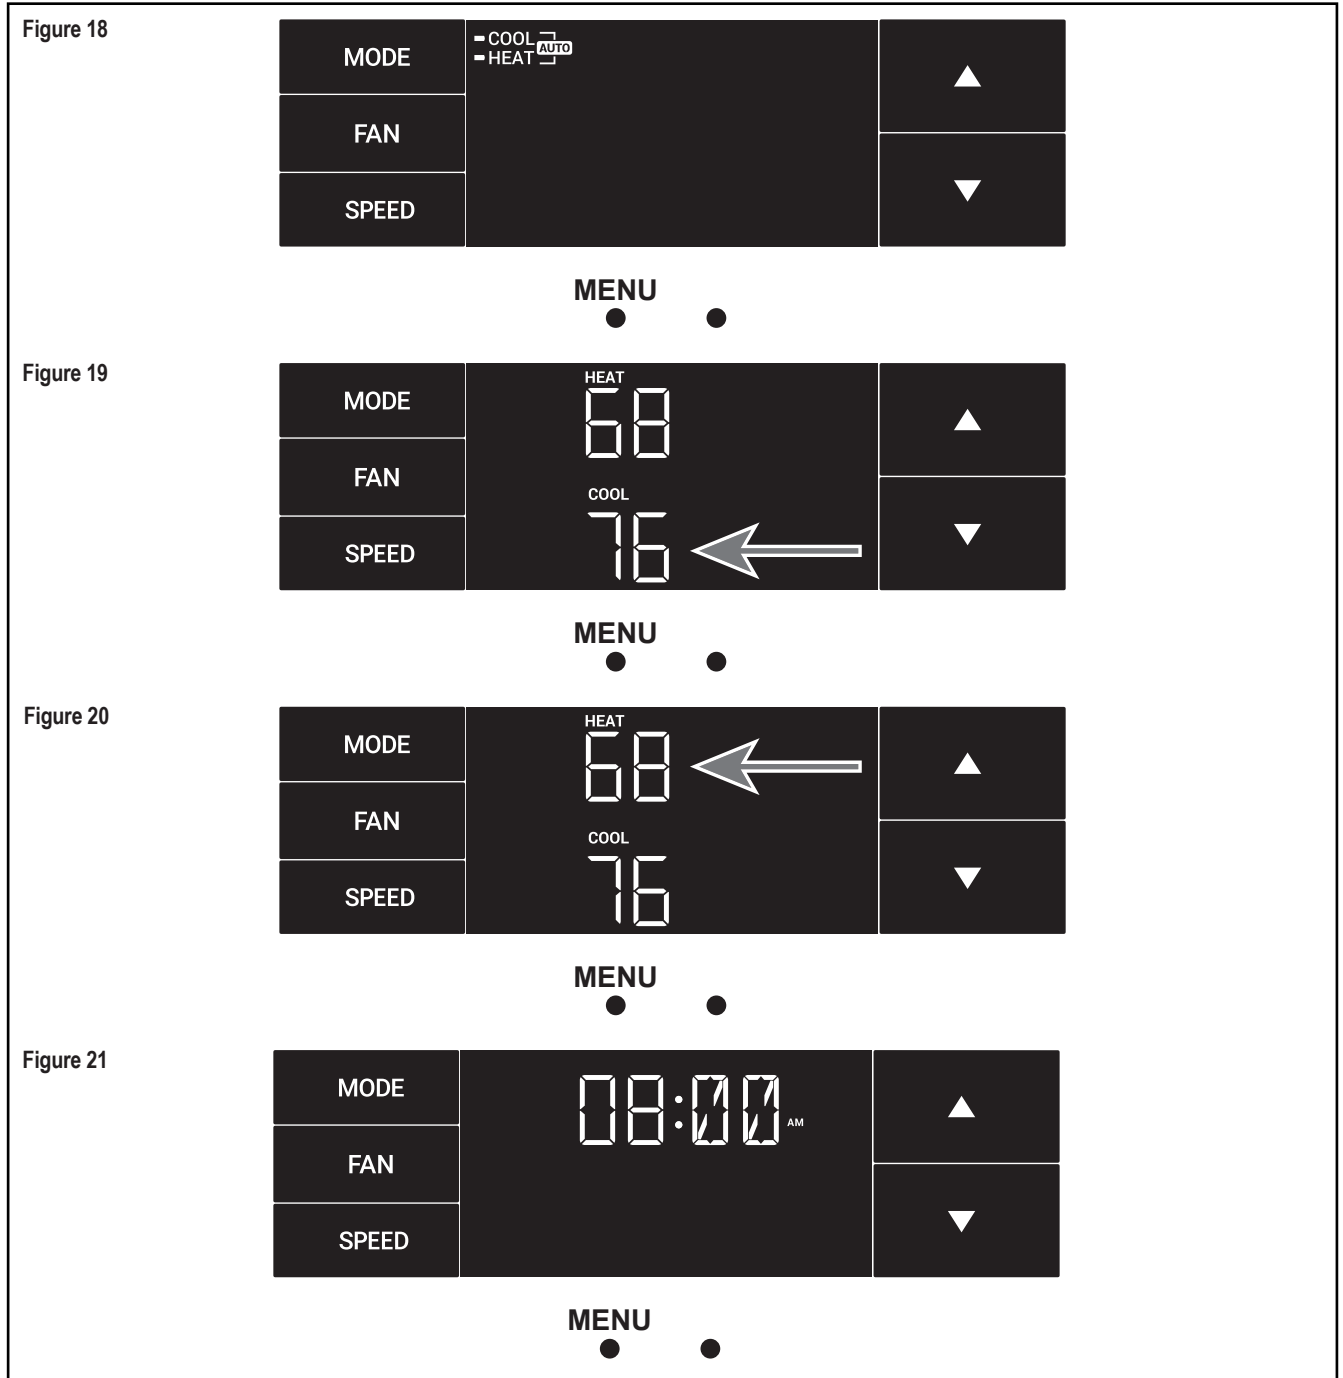 Figure 18
MODE
FAN
SPEED
COOL
HEAT
AUTO
MENU
Figure 19
MODE
FAN
SPEED
HEAT
68
COOL
76
MENU
Figure 20
MODE
FAN
SPEED
HEAT
68
COOL
76
MENU
Figure 21
MODE
FAN
SPEED
08:00 AM
MENU